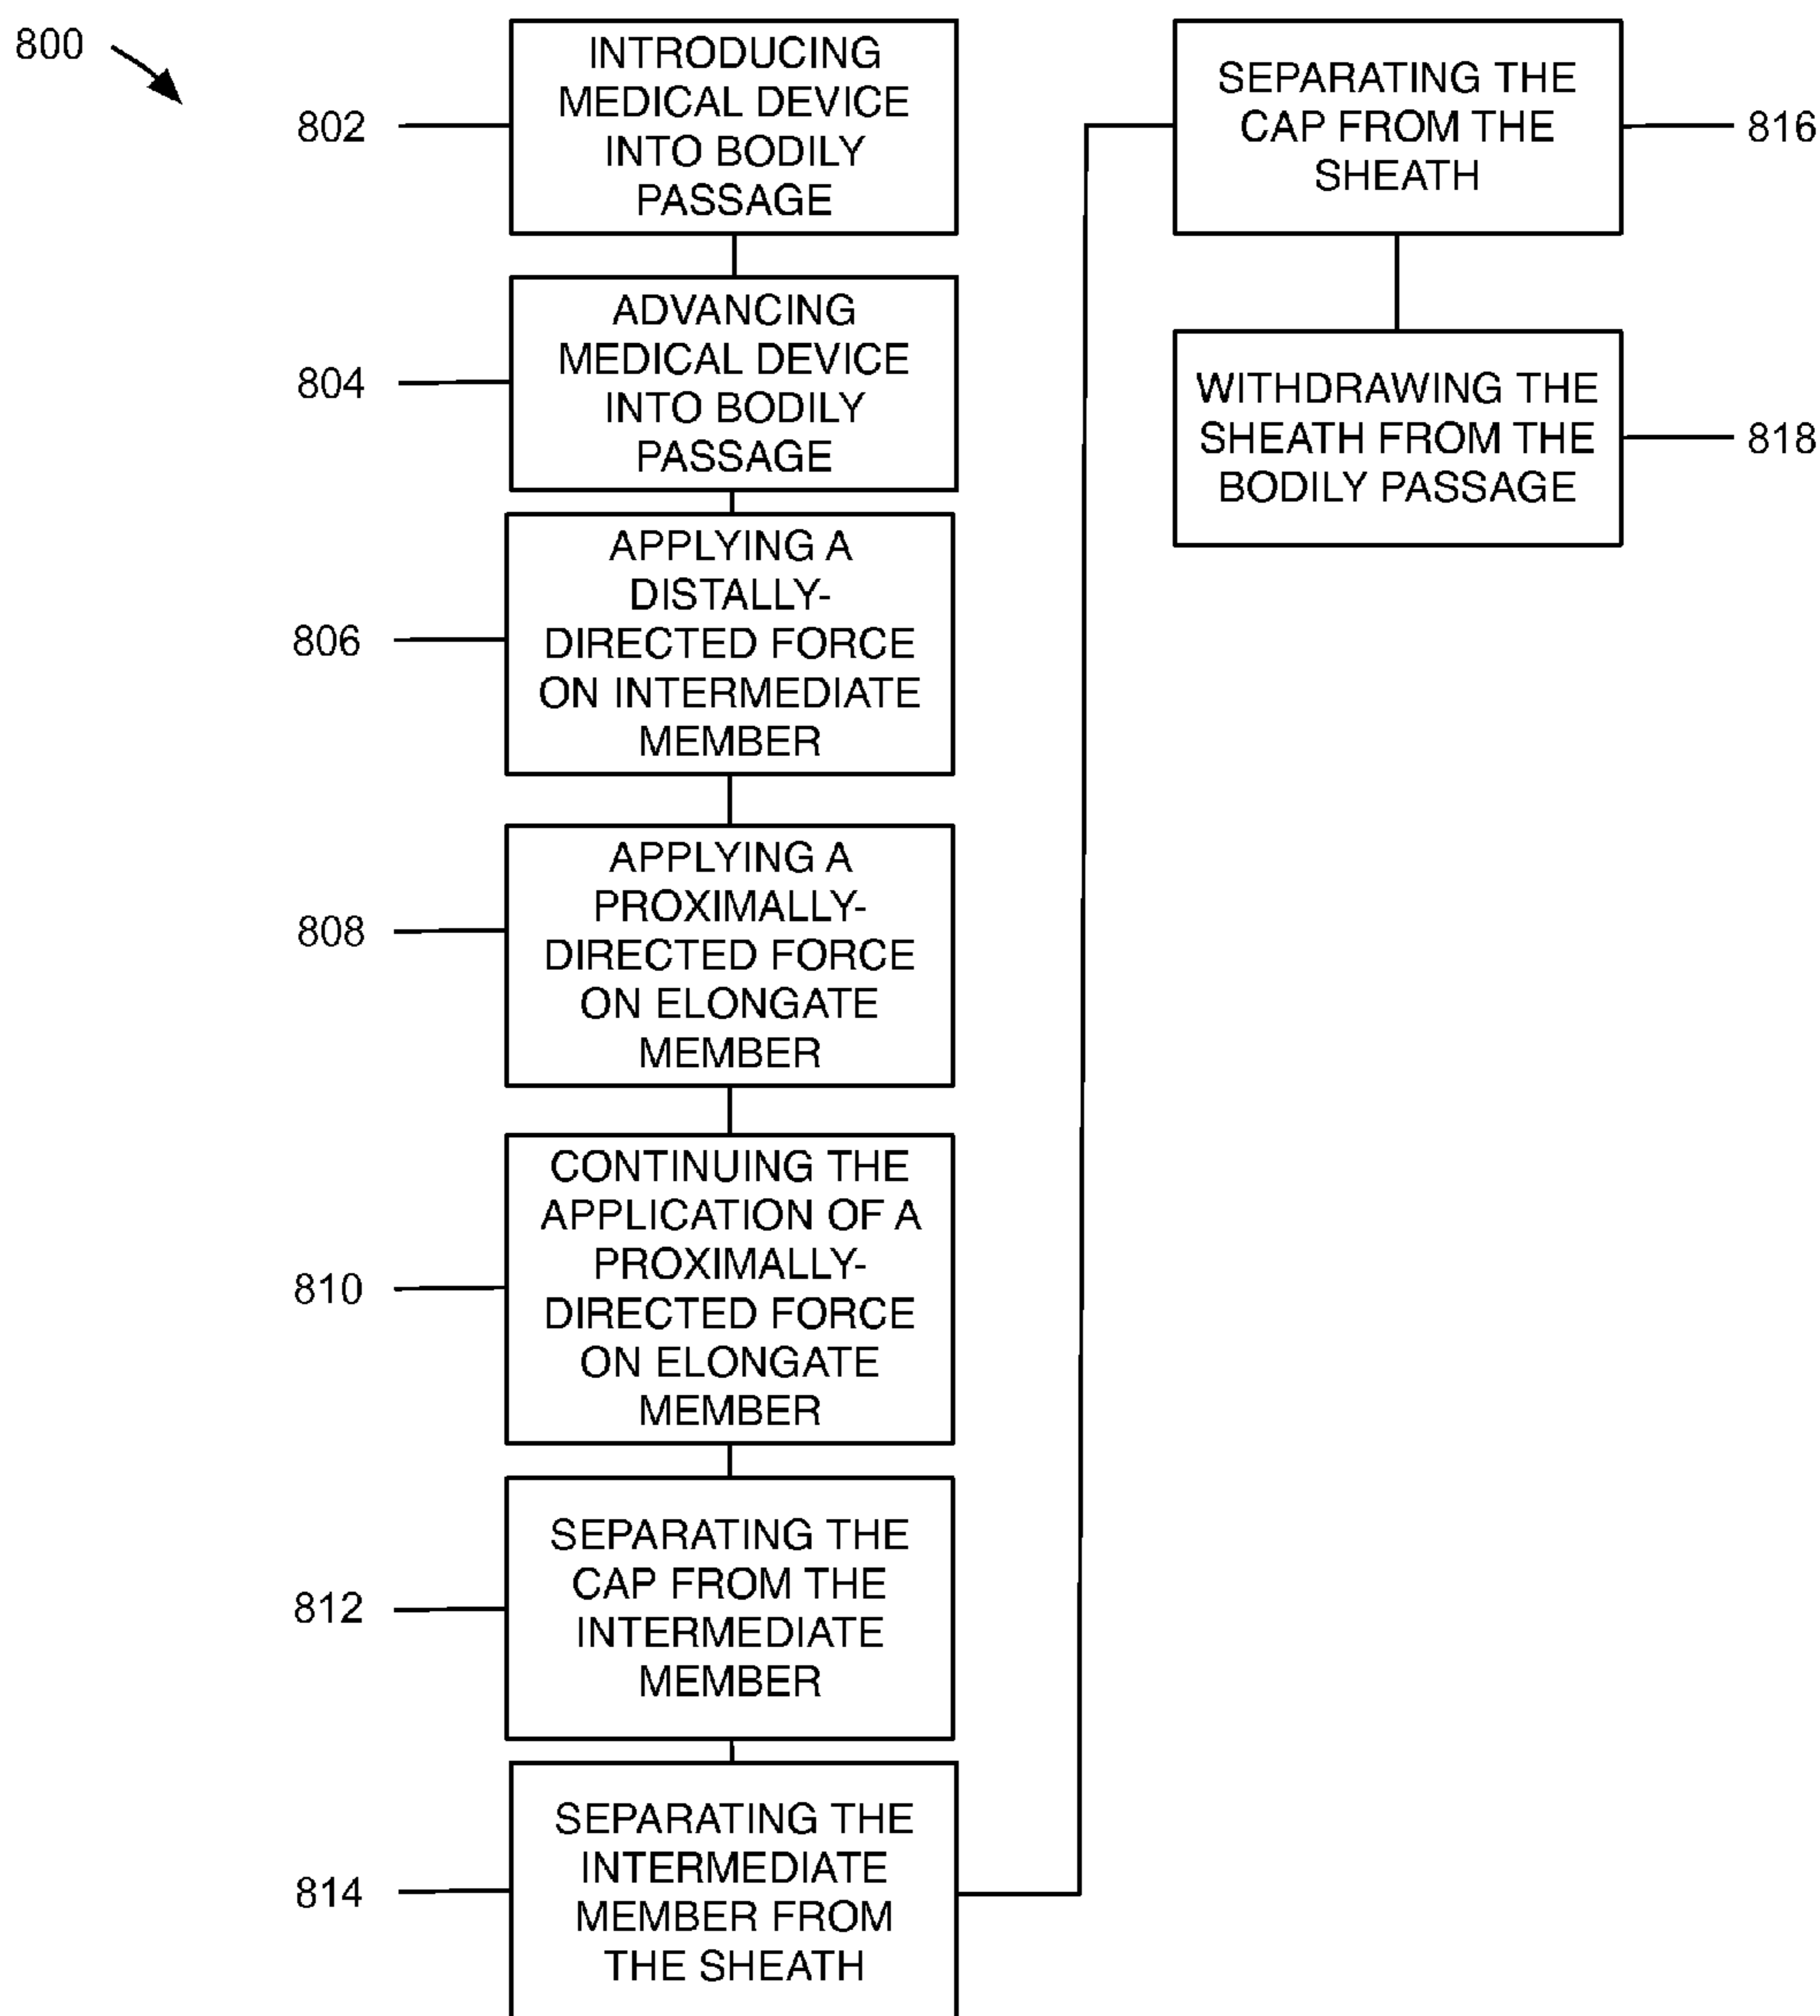 800
802
INTRODUCING
MEDICAL DEVICE
INTO BODILY
PASSAGE
804
ADVANCING
MEDICAL DEVICE
INTO BODILY
PASSAGE
806
APPLYING A
DISTALLY-
DIRECTED FORCE
ON INTERMEDIATE
MEMBER
808
APPLYING A
PROXIMALLY-
DIRECTED FORCE
ON ELONGATE
MEMBER
810
CONTINUING THE
APPLICATION OF A
PROXIMALLY-
DIRECTED FORCE
ON ELONGATE
MEMBER
812
SEPARATING THE
CAP FROM THE
INTERMEDIATE
MEMBER
814
SEPARATING THE
INTERMEDIATE
MEMBER FROM
THE SHEATH
SEPARATING THE
CAP FROM THE
SHEATH
816
WITHDRAWING THE
SHEATH FROM THE
BODILY PASSAGE
818